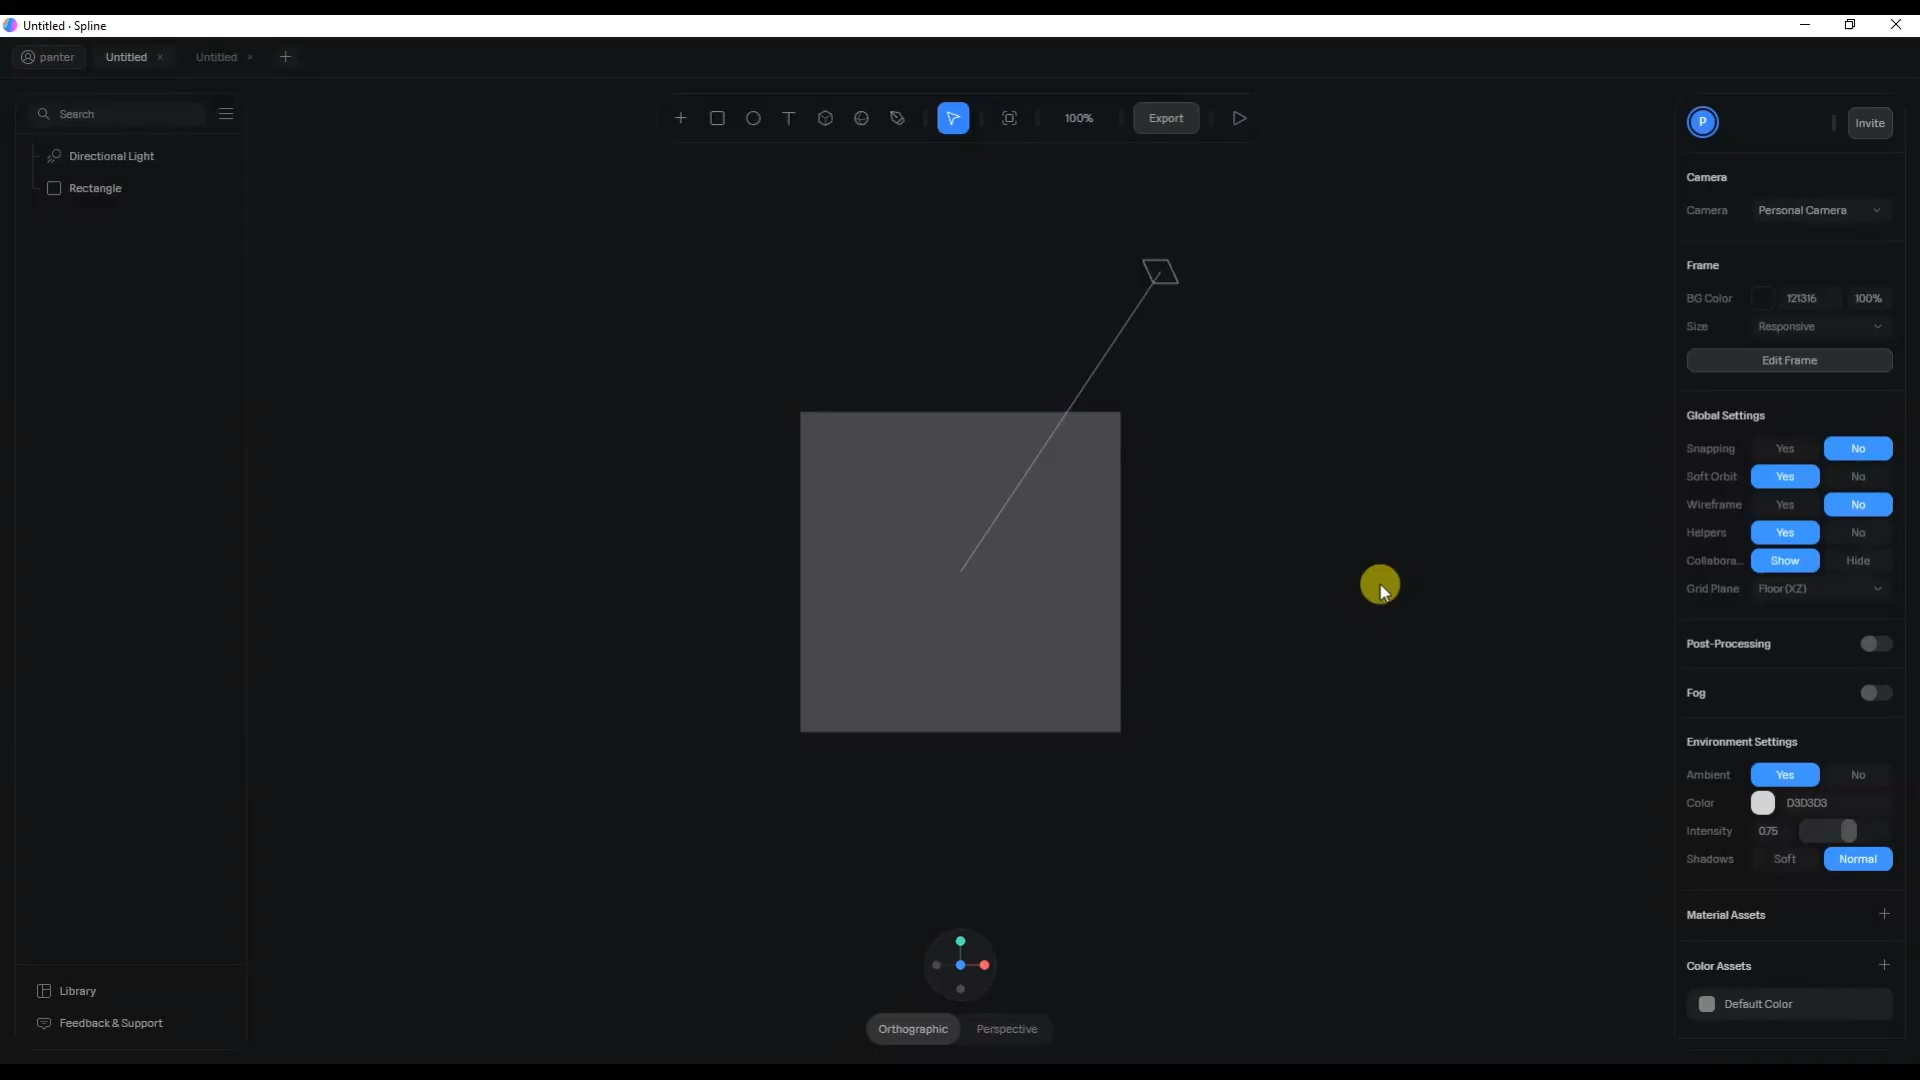 Untitled - Spline
panter
Untitled
Untitled
Search
Directional Light
Rectangle
100%
Export
P
Invite
Camera
Camera Personal Camera
Frame
BG Color 121316 100%
Size Responsive
Edit Frame
Global Settings
Snapping Yes No
Soft Orbit Yes No
Wireframe Yes No
Helpers Yes No
Collabora... Show Hide
Grid Plane Floor (XZ)
Post-Processing
Fog
Environment Settings
Ambient Yes No
Color D3D3D3
Intensity 0.75
Shadows Soft Normal
Material Assets
Color Assets
Default Color
Library
Feedback & Support
Orthographic Perspective